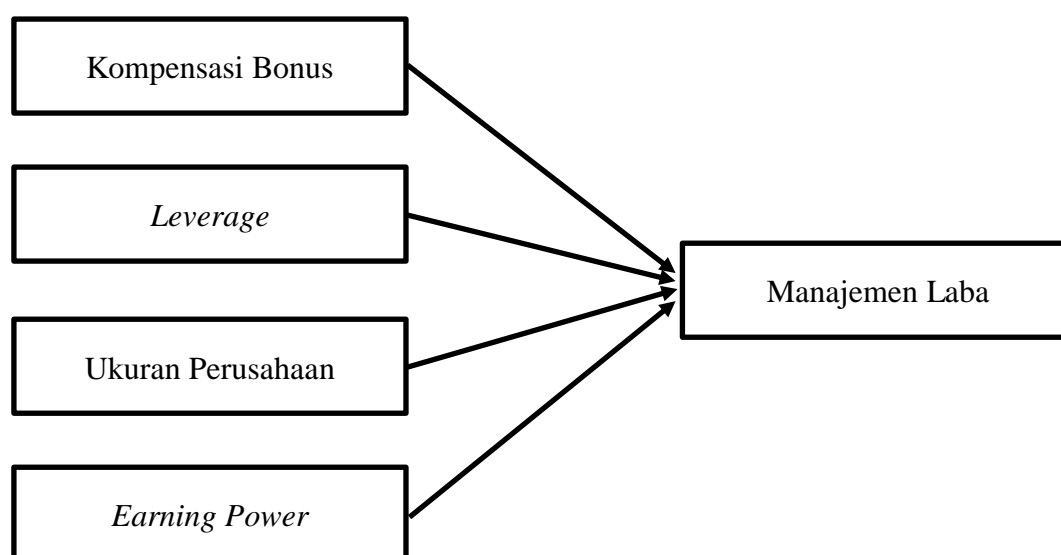 Kompensasi Bonus
Leverage
Ukuran Perusahaan
Earning Power
Manajemen Laba